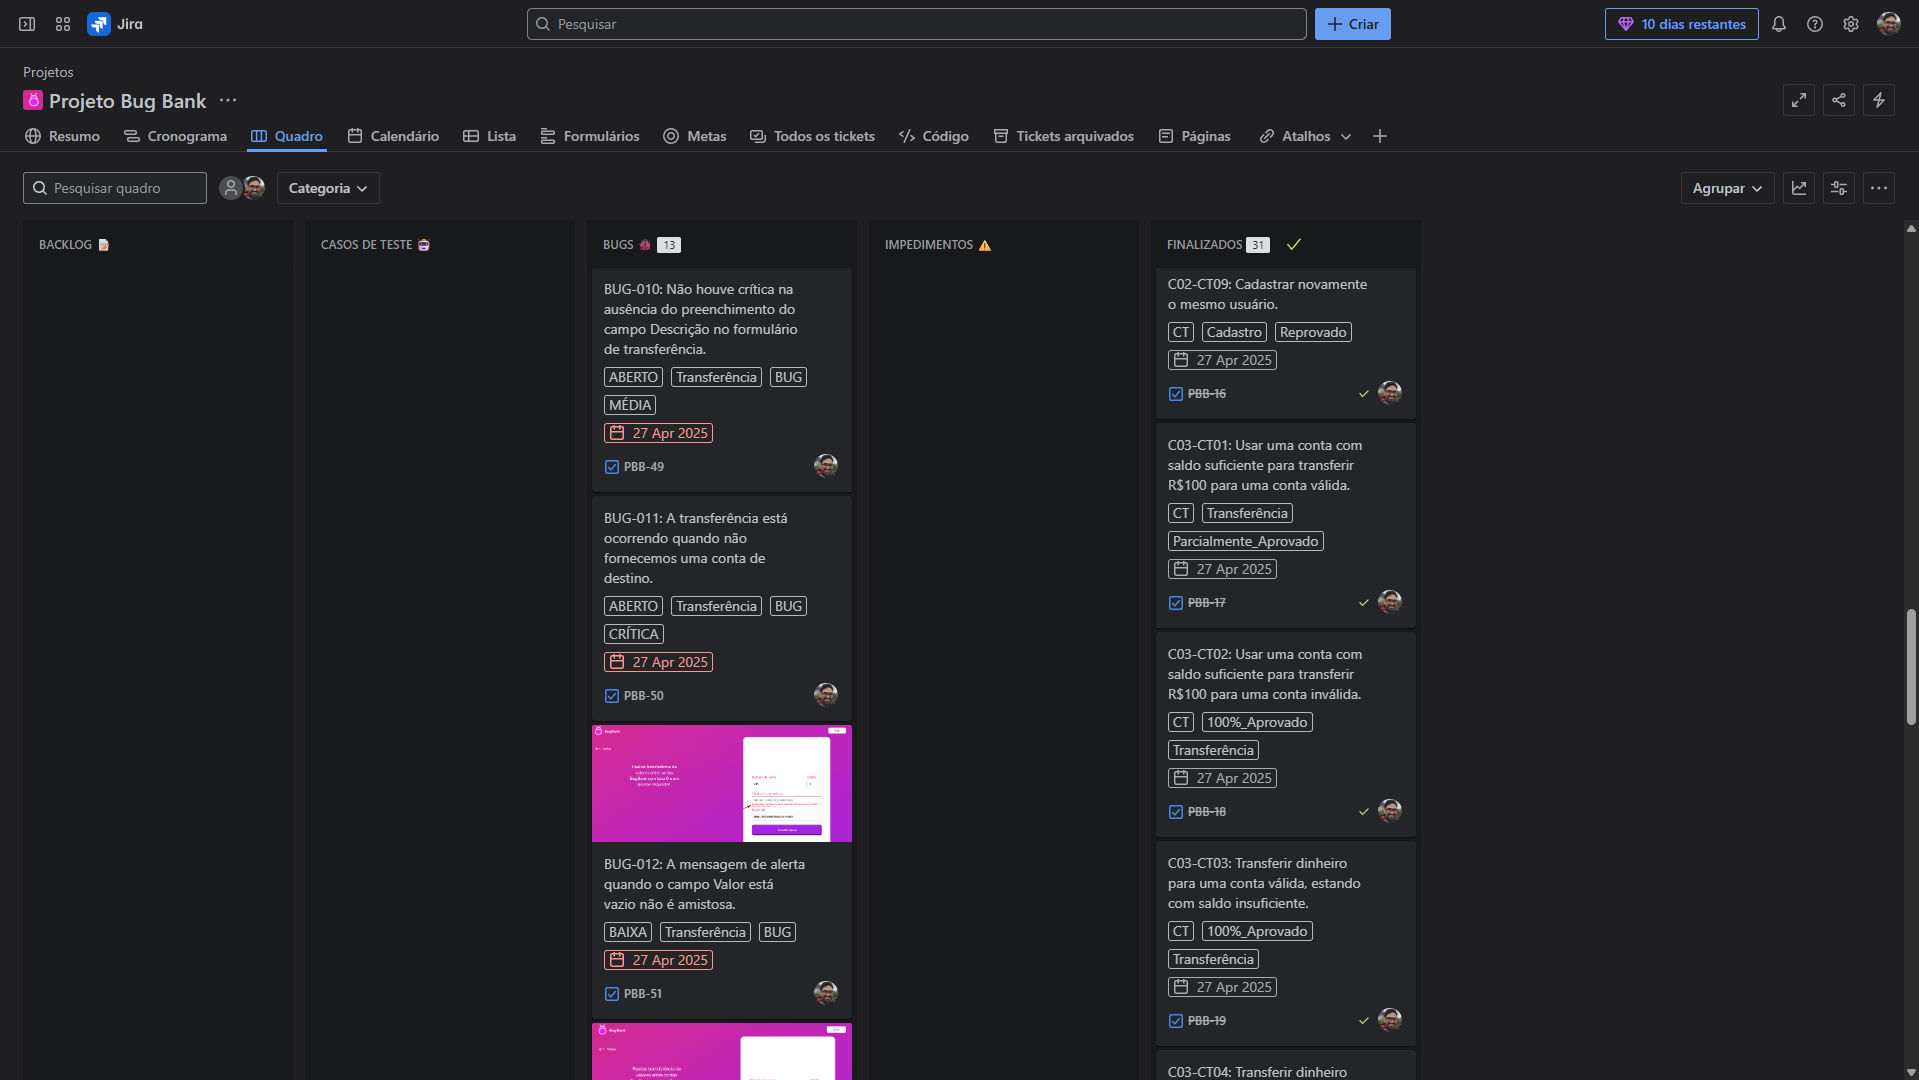 Jira
Pesquisar
Criar
10 dias restantes
Projetos
Projeto Bug Bank
Resumo
Cronograma
Quadro
Calendário
Lista
Formulários
Metas
Todos os tickets
Código
Tickets arquivados
Páginas
Atalhos
Pesquisar quadro
Categoria
Agrupar
BACKLOG
CASOS DE TESTE
BUGS 13
IMPEDIMENTOS
FINALIZADOS 31
BUG-010: Não houve crítica na
ausência do preenchimento do
campo Descrição no formulário
de transferência.
ABERTO Transferência BUG
MÉDIA
27 Apr 2025
PBB-49
BUG-011: A transferência está
ocorrendo quando não
fornecemos uma conta de
destino.
ABERTO Transferência BUG
CRÍTICA
27 Apr 2025
PBB-50
BugBank
BUG-012: A mensagem de alerta
quando o campo Valor está
vazio não é amistosa.
BAIXA Transferência BUG
27 Apr 2025
PBB-51
BugBank
C02-CT09: Cadastrar novamente
o mesmo usuário.
CT Cadastro Reprovado
27 Apr 2025
PBB-16
C03-CT01: Usar uma conta com
saldo suficiente para transferir
R$100 para uma conta válida.
CT Transferência
Parcialmente_Aprovado
27 Apr 2025
PBB-17
C03-CT02: Usar uma conta com
saldo suficiente para transferir
R$100 para uma conta inválida.
CT 100%_Aprovado
Transferência
27 Apr 2025
PBB-18
C03-CT03: Transferir dinheiro
para uma conta válida, estando
com saldo insuficiente.
CT 100%_Aprovado
Transferência
27 Apr 2025
PBB-19
C03-CT04: Transferir dinheiro